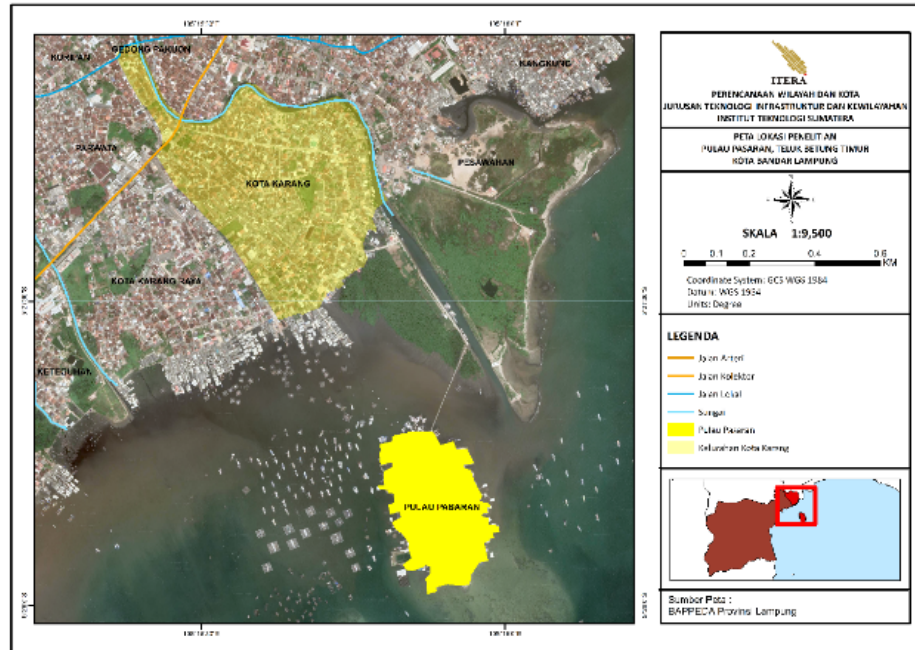 GEDONG PAKUON
KURIPAN
KANGKUNG
PESAWAHAN
KOTA KARANG
KOTA KARANG RAYA
PULAU PASARAN
ITERA
PERENCANAAN WILAYAH DAN KOTA
JURUSAN TEKNOLOGI INFRASTRUKTUR DAN KEWILAYAHAN
INSTITUT TEKNOLOGI SUMATERA
PETA LOKASI PENELITIAN
PULAU PASARAN, TELUK BETUNG TIMUR
KOTA BANDAR LAMPUNG
SKALA 1:9,500
0 0.1 0.2 0.4 0.6
KM
Coordinate System: GCS WGS 1984
Datum: WGS 1984
Units: Degree
LEGENDA
Jalan Arteri
Jalan Kolektor
Jalan Lokal
Sungai
Pulau Pasaran
Kelurahan Kota Karang
Sumber Peta :
BAPPEDA Provinsi Lampung